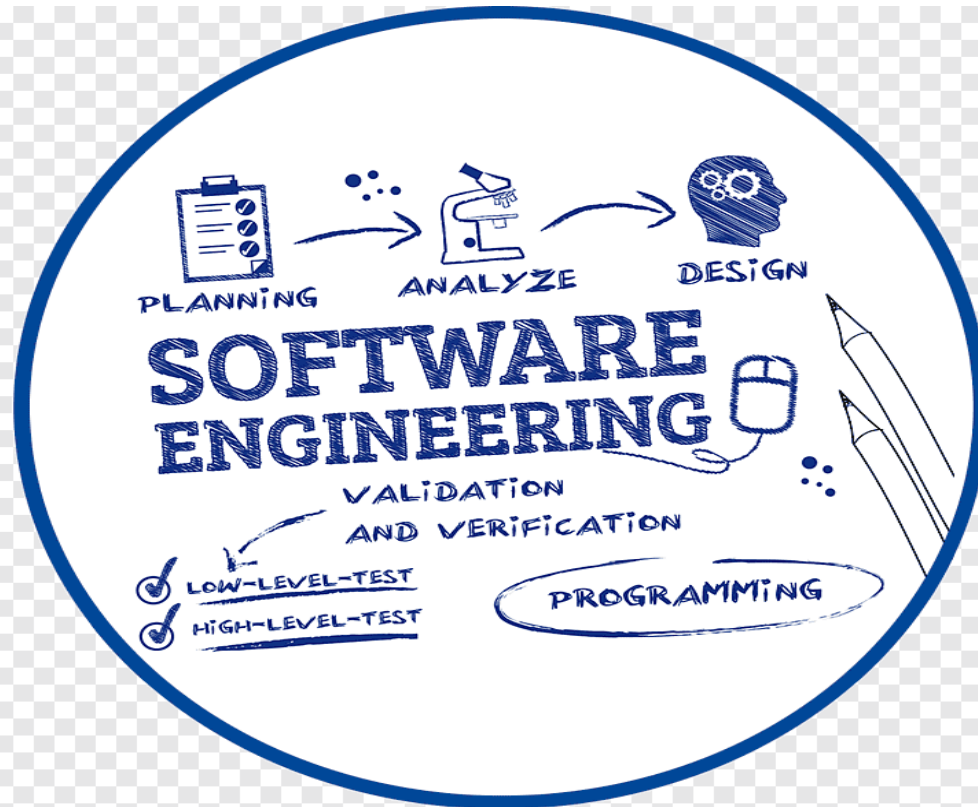 PLANNiNG
ANALYZE
DESiGN
SOFTWARE
ENGINEERING
VALiDATiON
AND VERiFiCATiON
LOW-LEVEL-TEST
HiGH-LEVEL-TEST
PROGRAMMiNG